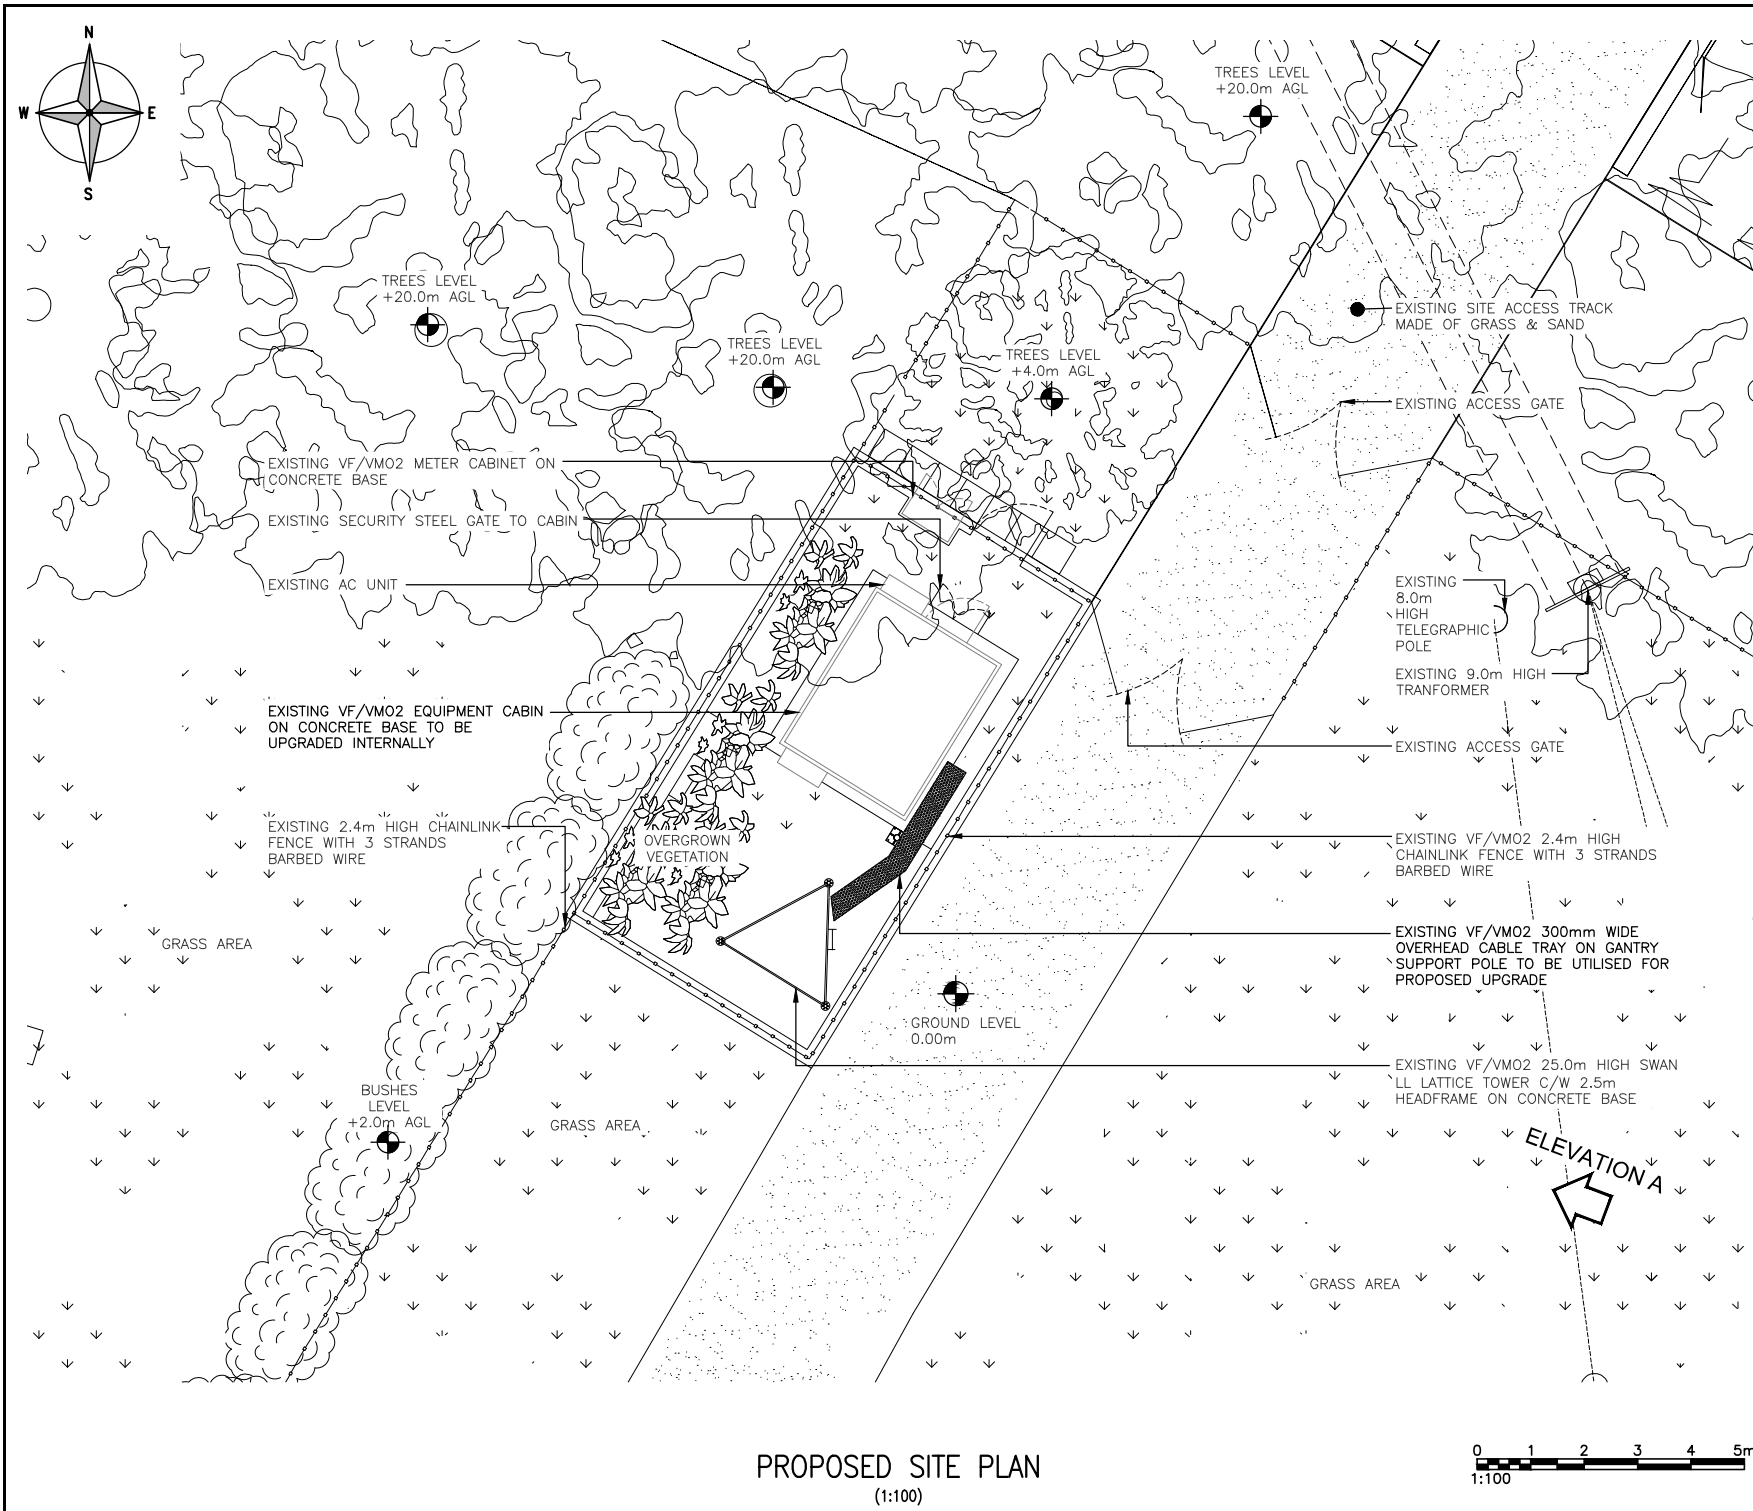 N
W
E
S
TREES LEVEL
+20.0m AGL
TREES LEVEL
+20.0m AGL
TREES LEVEL
+20.0m AGL
TREES LEVEL
+4.0m AGL
EXISTING SITE ACCESS TRACK
MADE OF GRASS & SAND
EXISTING ACCESS GATE
EXISTING VF/VMO2 METER CABINET ON
CONCRETE BASE
EXISTING SECURITY STEEL GATE TO CABIN
EXISTING AC UNIT
EXISTING
8.0m
HIGH
TELEGRAPHIC
POLE
EXISTING 9.0m HIGH
TRANFORMER
EXISTING VF/VMO2 EQUIPMENT CABIN
ON CONCRETE BASE TO BE
UPGRADED INTERNALLY
EXISTING ACCESS GATE
EXISTING 2.4m HIGH CHAINLINK
FENCE WITH 3 STRANDS
BARBED WIRE
OVERGROWN
VEGETATION
EXISTING VF/VMO2 2.4m HIGH
CHAINLINK FENCE WITH 3 STRANDS
BARBED WIRE
GRASS AREA
EXISTING VF/VMO2 300mm WIDE
OVERHEAD CABLE TRAY ON GANTRY
SUPPORT POLE TO BE UTILISED FOR
PROPOSED UPGRADE
GROUND LEVEL
0.00m
EXISTING VF/VMO2 25.0m HIGH SWAN
LL LATTICE TOWER C/W 2.5m
HEADFRAME ON CONCRETE BASE
BUSHES
LEVEL
+2.0m AGL
GRASS AREA
ELEVATION A
GRASS AREA
PROPOSED SITE PLAN
(1:100)
0 1 2 3 4 5m
1:100